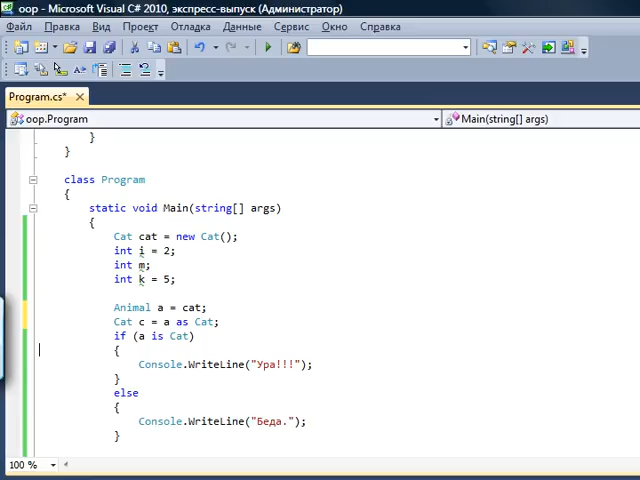 oop - Microsoft Visual C# 2010, экспресс-выпуск (Администратор)
Файл Правка Вид Проект Отладка Данные Сервис Окно Справка
Program.cs*
oop.Program Main(string[] args)
}
}
class Program
{
static void Main(string[] args)
{
Cat cat = new Cat();
int i = 2;
int m;
int k = 5;
Animal a = cat;
Cat c = a as Cat;
if (a is Cat)
{
Console.WriteLine("Ура!!!");
}
else
{
Console.WriteLine("Беда.");
}
100 %